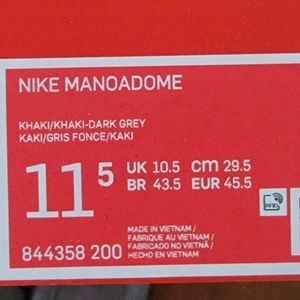 NIKE MANOADOME
KHAKI/KHAKI-DARK GREY
KAKI/GRIS FONCE/KAKI
11 5 UK 10.5 cm 29.5
BR 43.5 EUR 45.5
RFID
844358 200
MADE IN VIETNAM /
FABRIQUE AU VIETNAM /
FABRICADO NO VIETNÃ /
HECHO EN VIETNAM